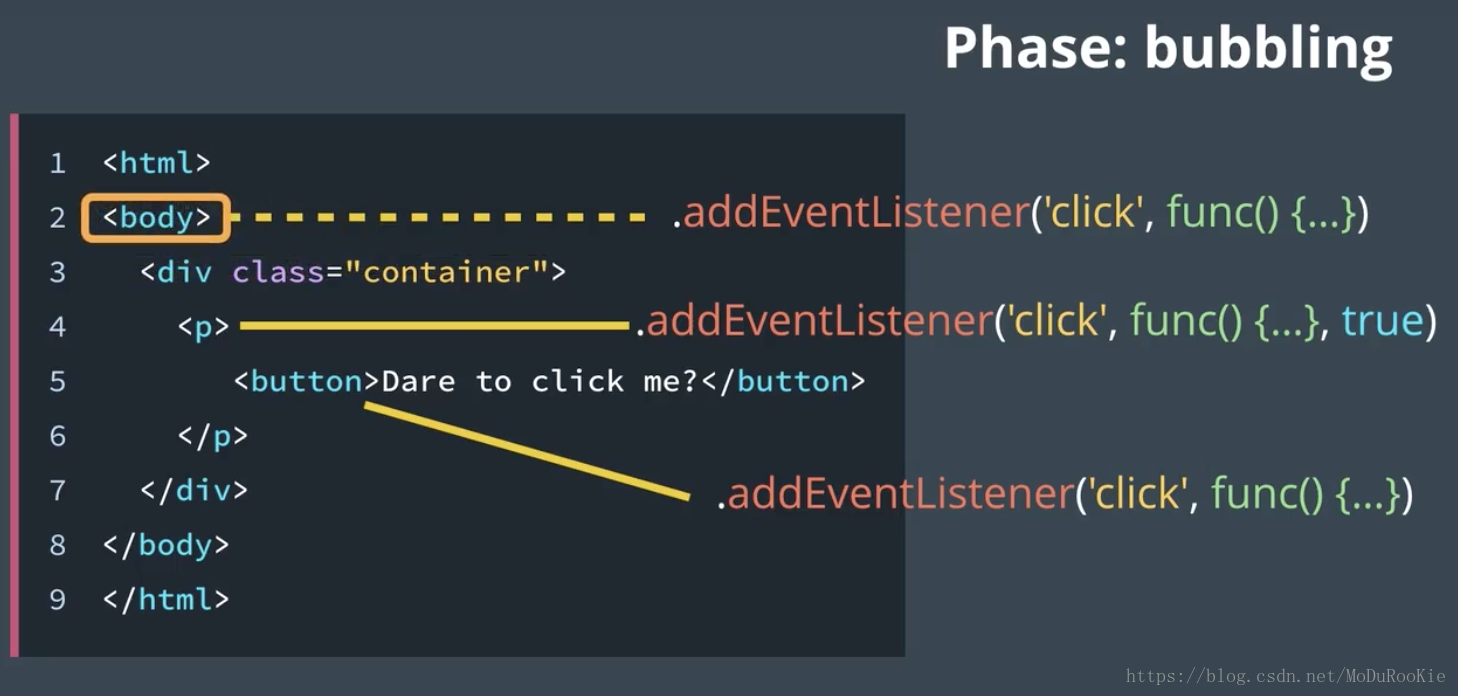 Phase: bubbling
1 <html>
2 <body> .addEventListener('click', func() {...})
3 <div class="container">
4 <p> .addEventListener('click', func() {...}, true)
5 <button>Dare to click me?</button>
6 </p>
.addEventListener('click', func() {...})
7 </div>
8 </body>
9 </html>
https://blog.csdn.net/MoDuRooKie